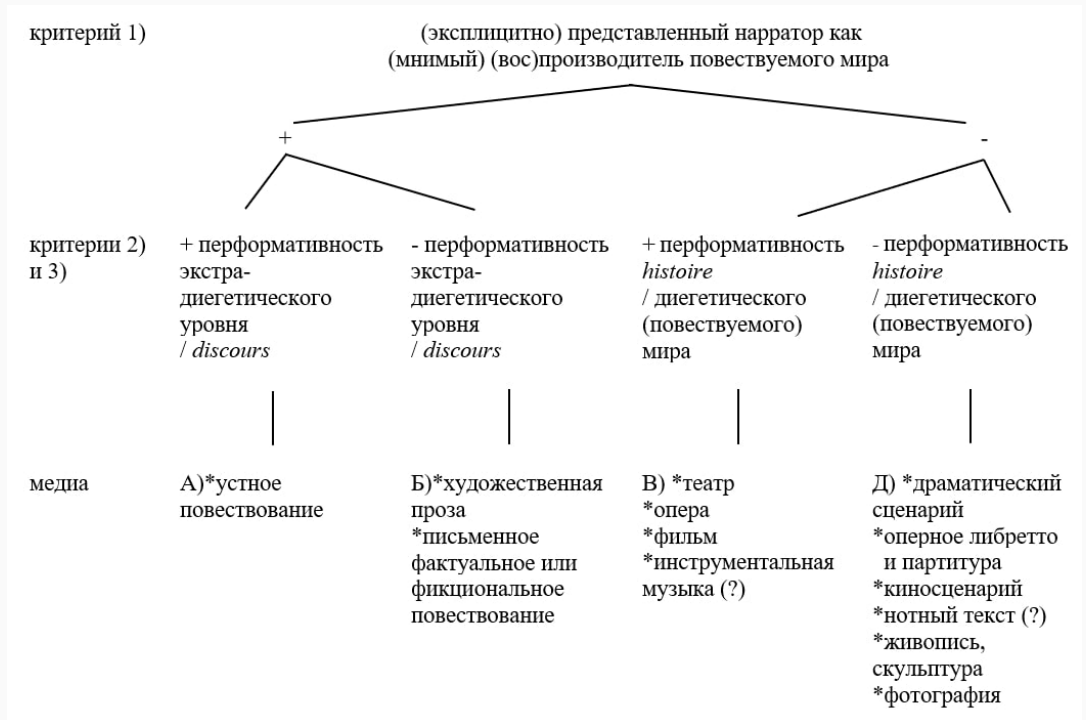 критерий 1)
(эксплицитно) представленный нарратор как
(мнимый) (вос)производитель повествуемого мира
+
-
критерии 2)
и 3)
+ перформативность
экстра-
диегетического
уровня
/ discours
- перформативность
экстра-
диегетического
уровня
/ discours
+ перформативность
histoire
/ диегетического
(повествуемого)
мира
- перформативность
histoire
/ диегетического
(повествуемого)
мира
медиа
А)*устное
повествование
Б)*художественная
проза
*письменное
фактуальное или
фикциональное
повествование
В) *театр
*опера
*фильм
*инструментальная
музыка (?)
Д) *драматический
сценарий
*оперное либретто
и партитура
*киносценарий
*нотный текст (?)
*живопись,
скульптура
*фотография